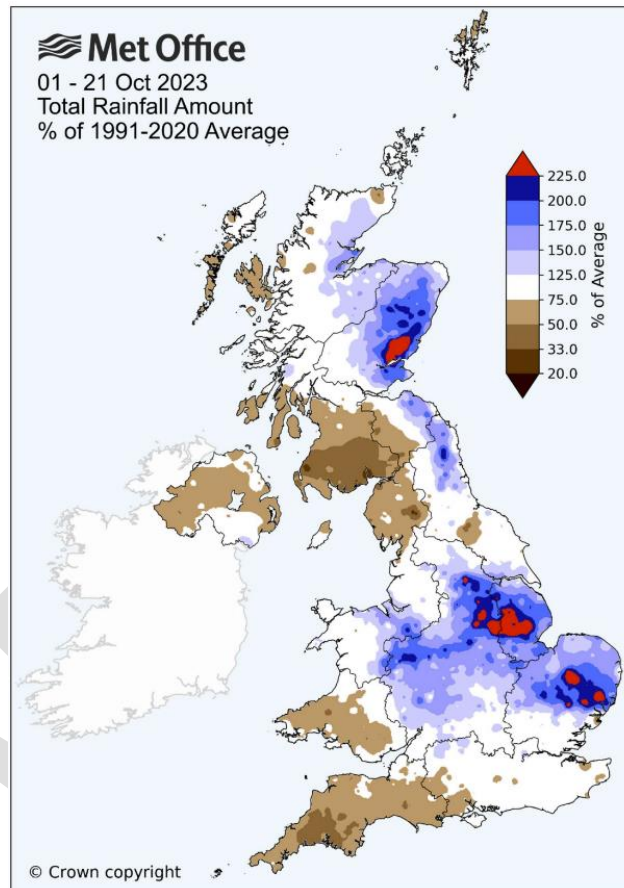 Met Office
01 - 21 Oct 2023
Total Rainfall Amount
% of 1991-2020 Average
225.0
200.0
175.0
150.0
125.0
75.0
50.0
33.0
20.0
% of Average
© Crown copyright